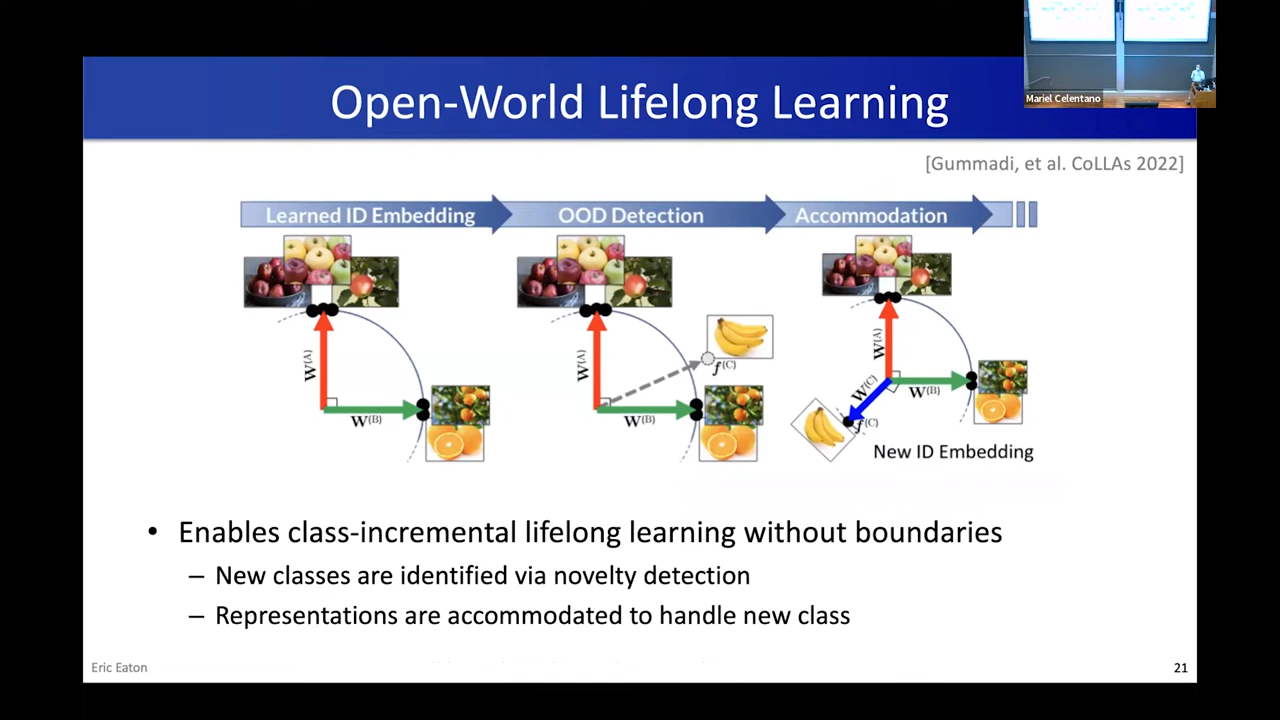 Open-World Lifelong Learning
Mariel Celentano
[Gummadi, et al. CoLLAs 2022]
Learned ID Embedding
OOD Detection
Accommodation
W(A)
W(B)
W(A)
f(C)
W(B)
W(A)
W(C)
W(B)
f(C)
New ID Embedding
• Enables class-incremental lifelong learning without boundaries
– New classes are identified via novelty detection
– Representations are accommodated to handle new class
Eric Eaton
21